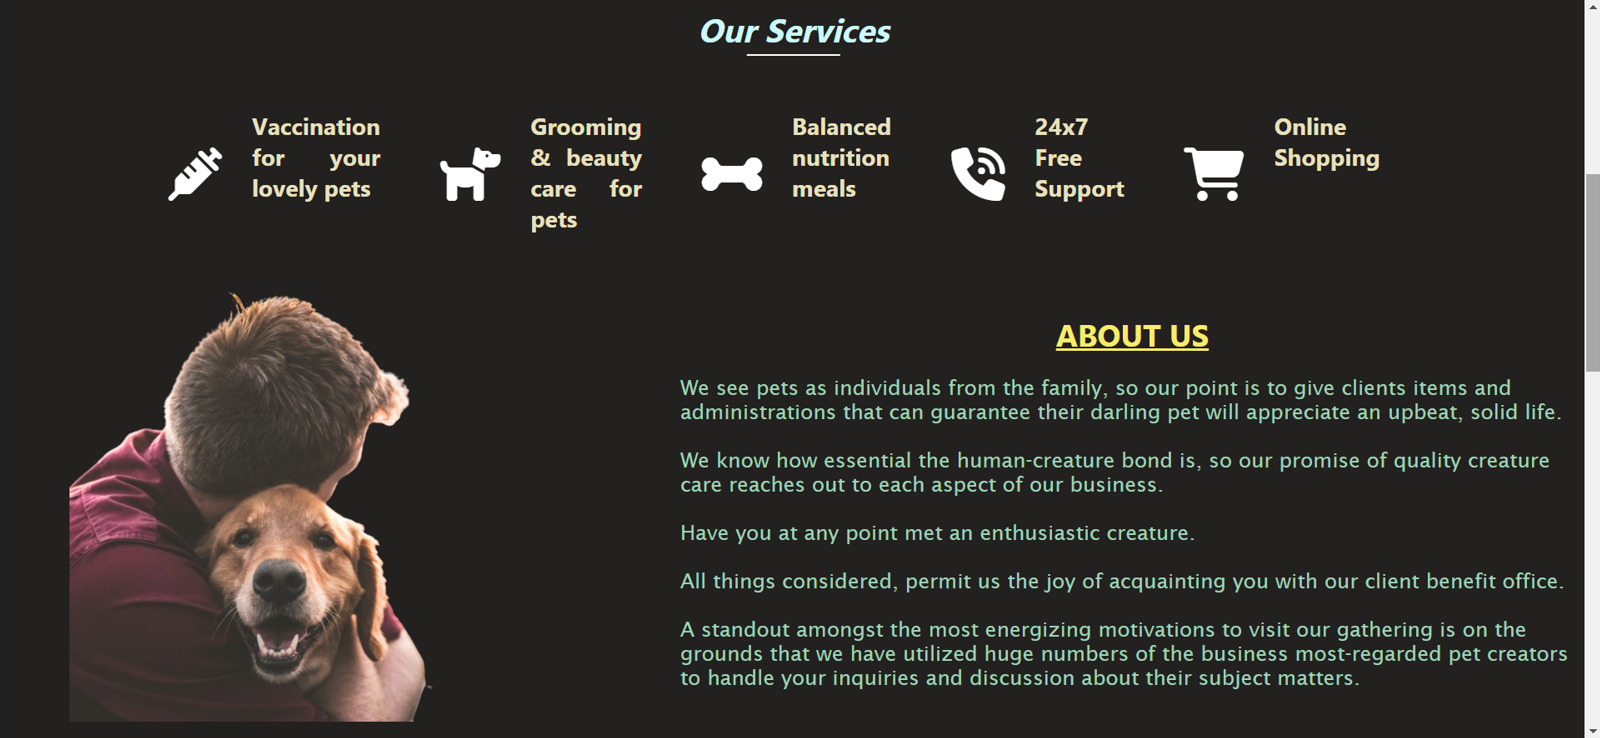 Our Services
Vaccination
for your
lovely pets
Grooming
& beauty
care for
pets
Balanced
nutrition
meals
24x7
Free
Support
Online
Shopping
ABOUT US
We see pets as individuals from the family, so our point is to give clients items and
administrations that can guarantee their darling pet will appreciate an upbeat, solid life.
We know how essential the human-creature bond is, so our promise of quality creature
care reaches out to each aspect of our business.
Have you at any point met an enthusiastic creature.
All things considered, permit us the joy of acquainting you with our client benefit office.
A standout amongst the most energizing motivations to visit our gathering is on the
grounds that we have utilized huge numbers of the business most-regarded pet creators
to handle your inquiries and discussion about their subject matters.